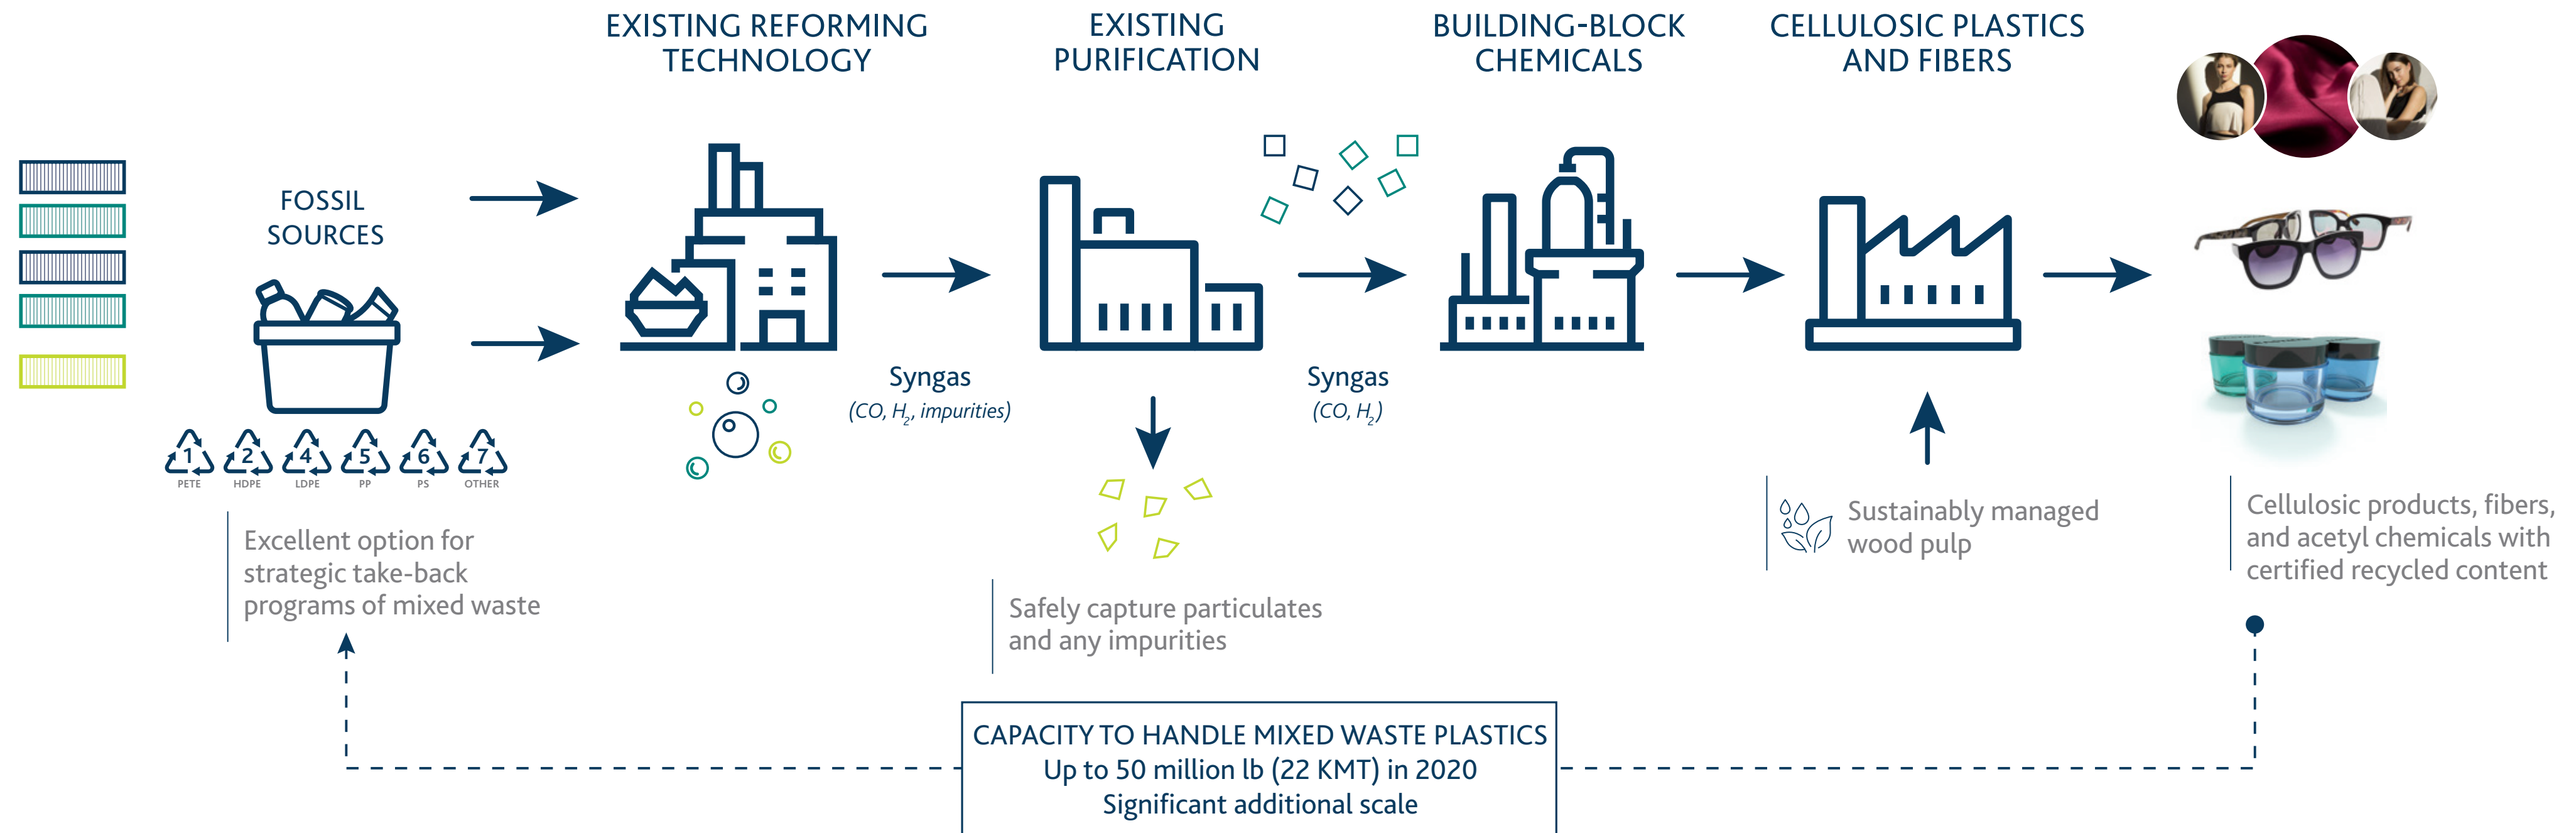 EXISTING REFORMING
TECHNOLOGY
EXISTING
PURIFICATION
BUILDING-BLOCK
CHEMICALS
CELLULOSIC PLASTICS
AND FIBERS
FOSSIL
SOURCES
Syngas
(CO, H2, impurities)
Syngas
(CO, H2)
1
2
4
5
6
7
PETE
HDPE
LDPE
PP
PS
OTHER
Excellent option for
strategic take-back
programs of mixed waste
Safely capture particulates
and any impurities
Sustainably managed
wood pulp
Cellulosic products, fibers,
and acetyl chemicals with
certified recycled content
CAPACITY TO HANDLE MIXED WASTE PLASTICS
Up to 50 million lb (22 KMT) in 2020
Significant additional scale